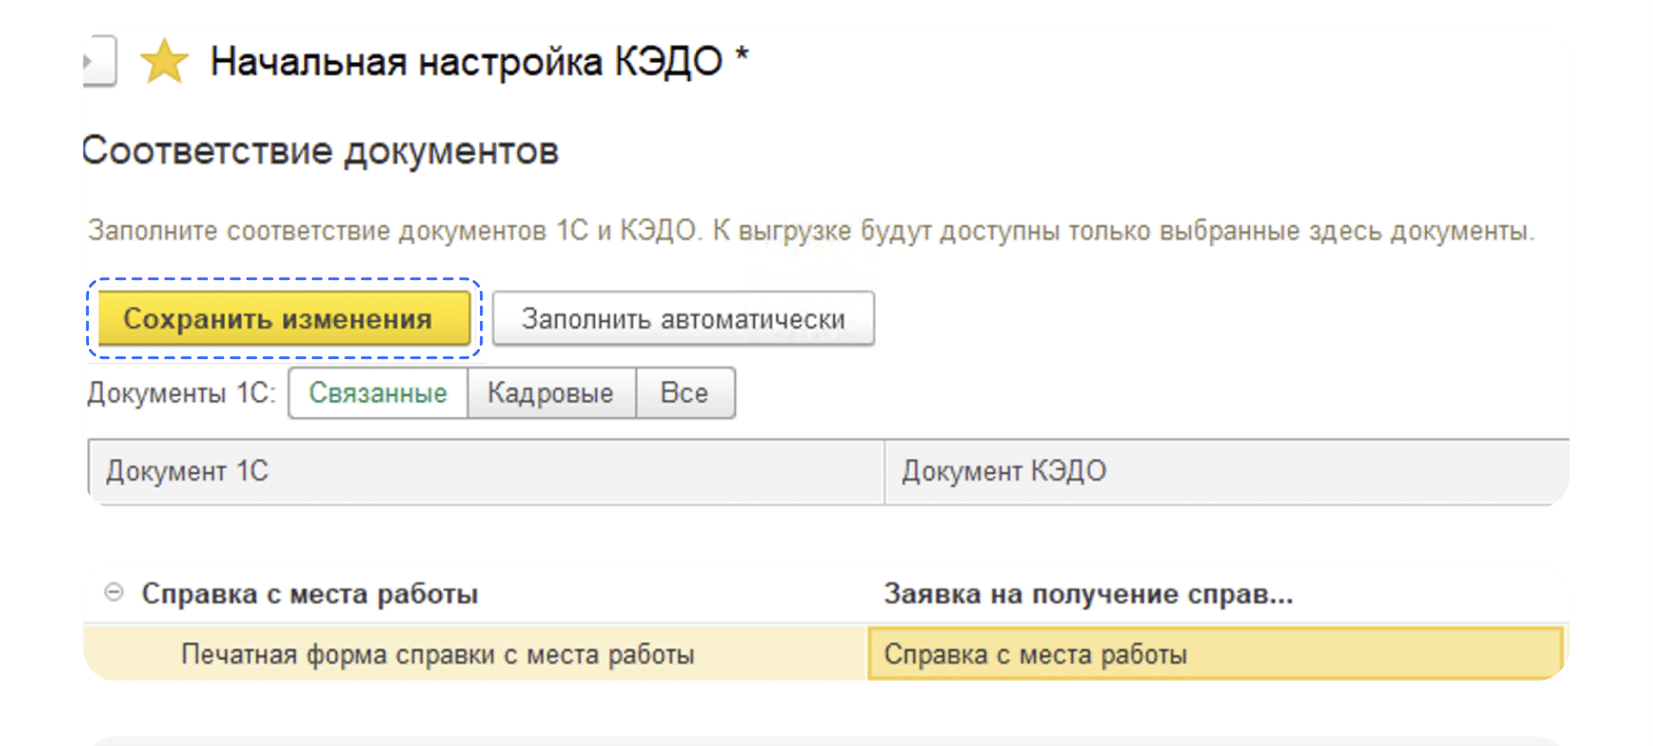 Начальная настройка КЭДО *
Соответствие документов
Заполните соответствие документов 1С и КЭДО. К выгрузке будут доступны только выбранные здесь документы.
Сохранить изменения Заполнить автоматически
Документы 1С: Связанные Кадровые Все
Документ 1С Документ КЭДО
Справка с места работы Заявка на получение справ...
Печатная форма справки с места работы Справка с места работы